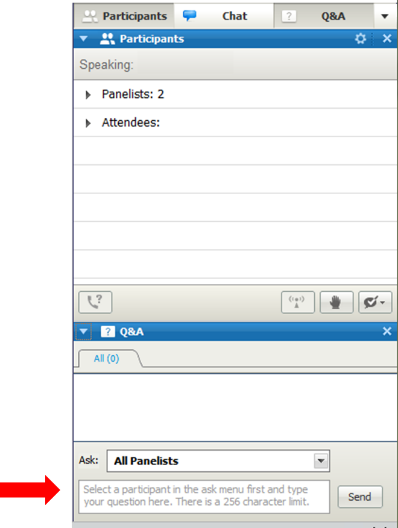 Participants Chat ? Q&A
Participants
Speaking:
Panelists: 2
Attendees:
?
? Q&A
All (0)
Ask: All Panelists
Select a participant in the ask menu first and type
your question here. There is a 256 character limit.
Send